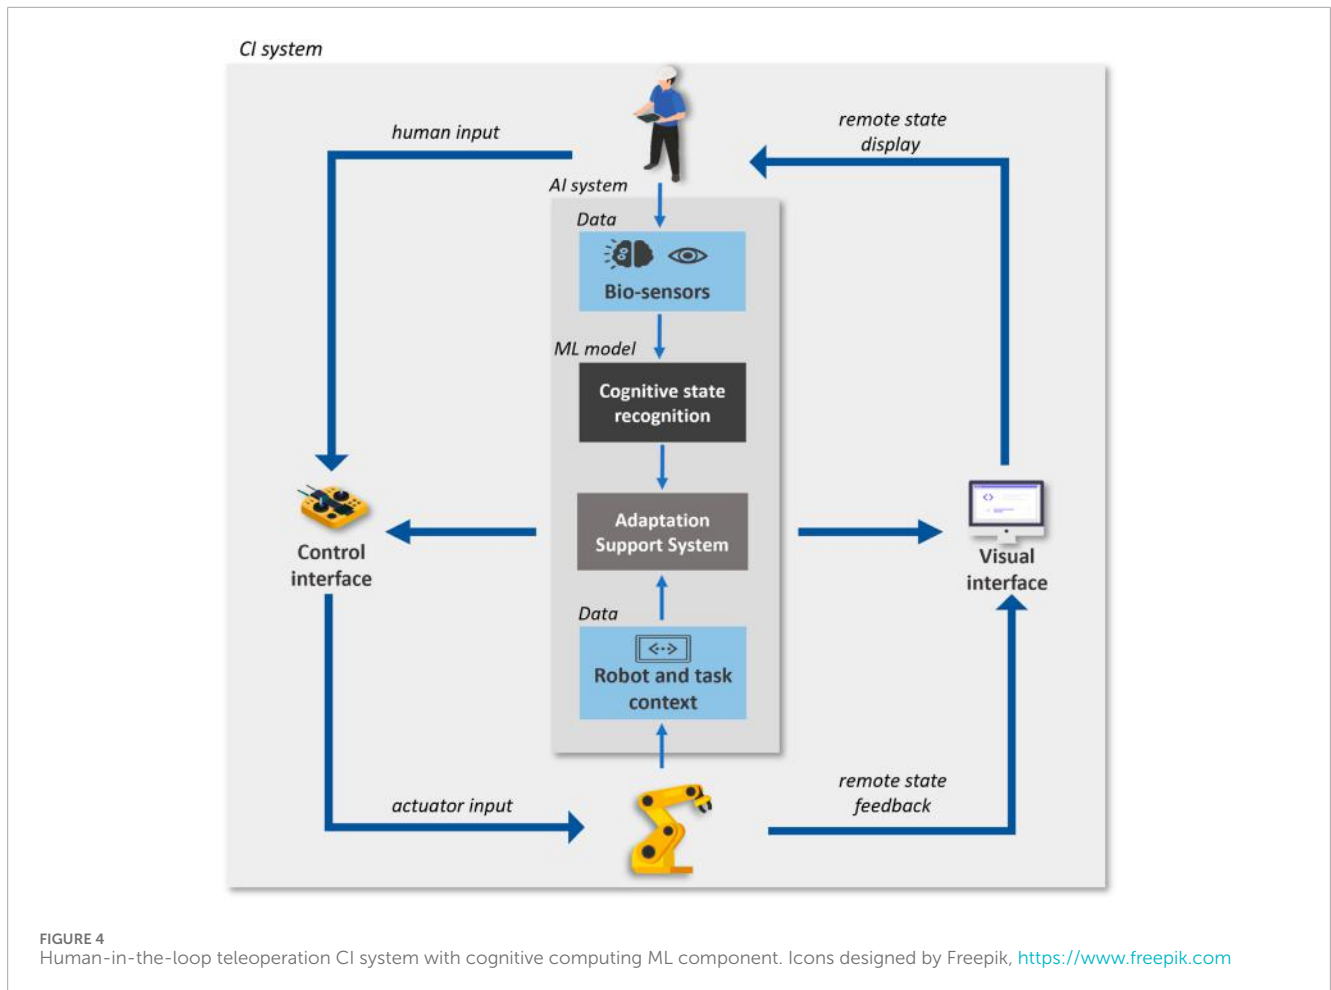 CI system
human input
remote state
display
AI system
Data
Bio-sensors
ML model
Cognitive state
recognition
Adaptation
Support System
Control
interface
Visual
interface
Data
Robot and task
context
actuator input
remote state
feedback
FIGURE 4
Human-in-the-loop teleoperation CI system with cognitive computing ML component. Icons designed by Freepik, https://www.freepik.com